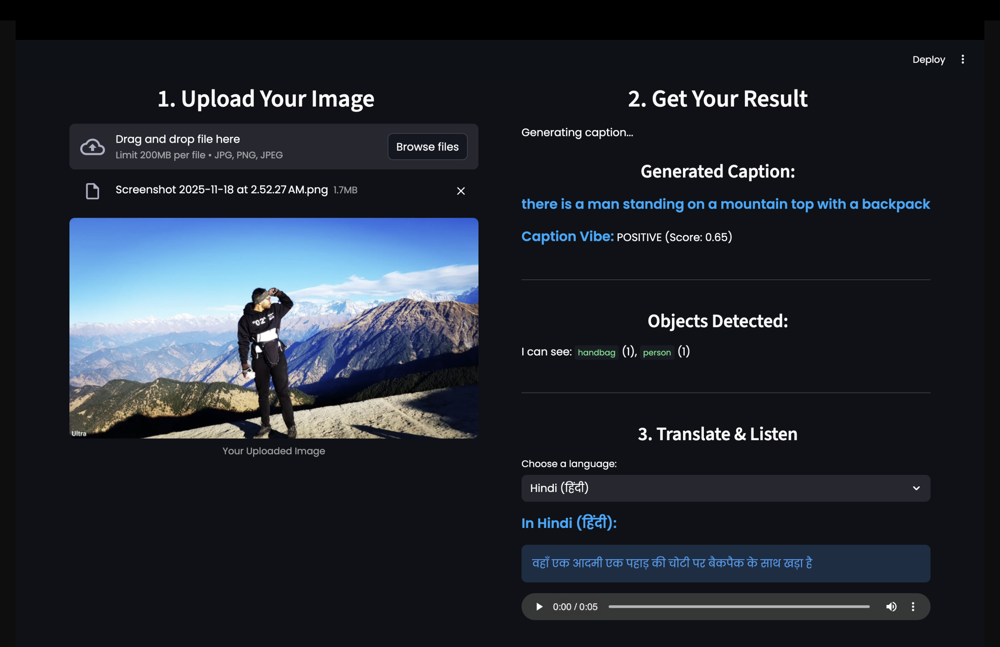 Deploy
1. Upload Your Image
Drag and drop file here
Limit 200MB per file • JPG, PNG, JPEG
Browse files
Screenshot 2025-11-18 at 2.52.27 AM.png 1.7MB
"02"
Ultra
Your Uploaded Image
2. Get Your Result
Generating caption...
Generated Caption:
there is a man standing on a mountain top with a backpack
Caption Vibe: POSITIVE (Score: 0.65)
Objects Detected:
I can see: handbag (1), person (1)
3. Translate & Listen
Choose a language:
Hindi (हिंदी)
In Hindi (हिंदी):
वहाँ एक आदमी एक पहाड़ की चोटी पर बैकपैक के साथ खड़ा है
0:00 / 0:05